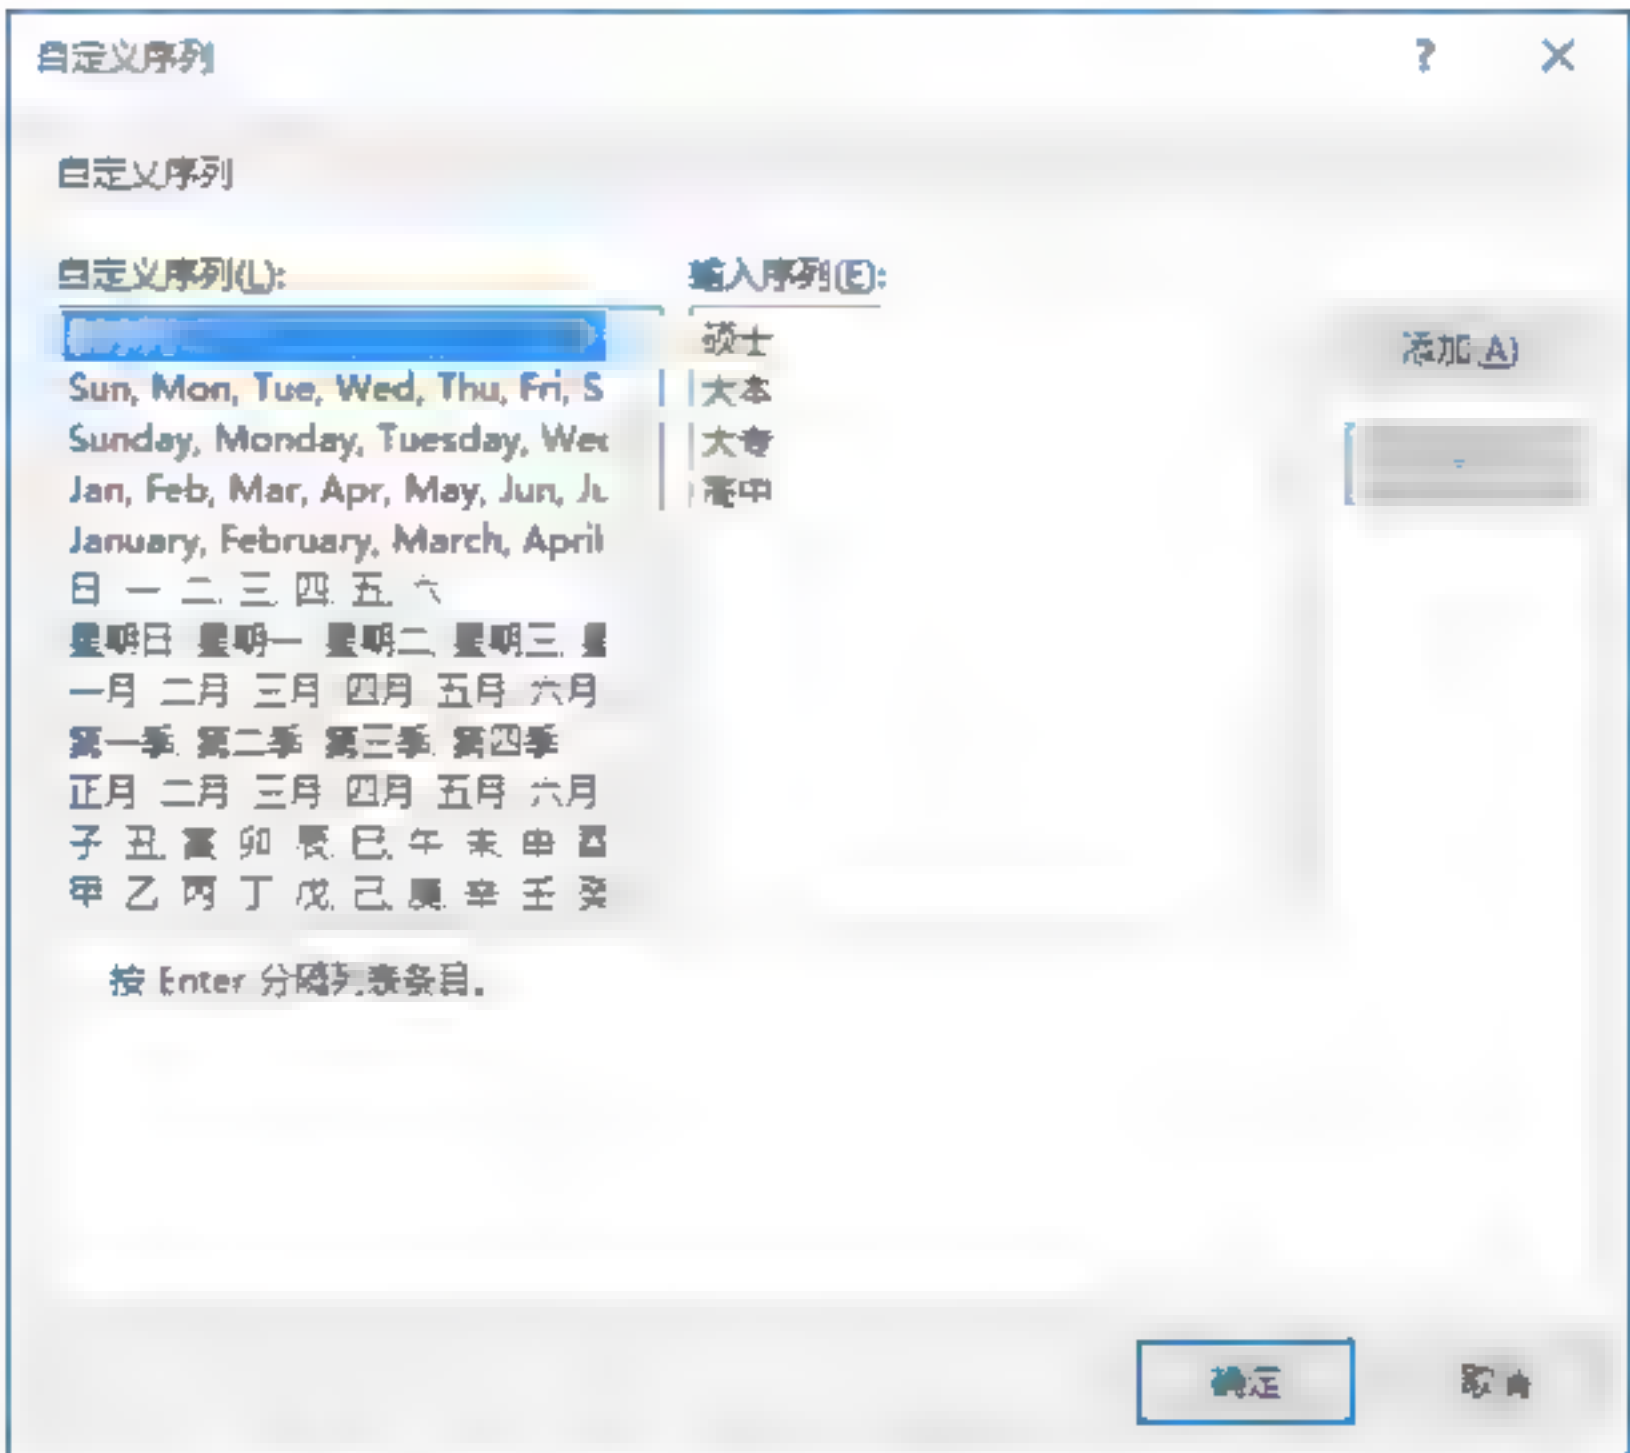 自定义序列
自定义序列
自定义序列(L):
Sun, Mon, Tue, Wed, Thu, Fri, S
Sunday, Monday, Tuesday, Wed
Jan, Feb, Mar, Apr, May, Jun, Ju
January, February, March, April
日 一 二 三 四 五 六
星期日 星期一 星期二 星期三 星
一月 二月 三月 四月 五月 六月
第一季 第二季 第三季 第四季
正月 二月 三月 四月 五月 六月
子 丑 寅 卯 辰 巳 午 未 申 酉
甲 乙 丙 丁 戊 己 庚 辛 壬 癸
输入序列(E):
硕士
大本
大专
高中
添加(A)
按 Enter 分隔列表条目。
确定
取消